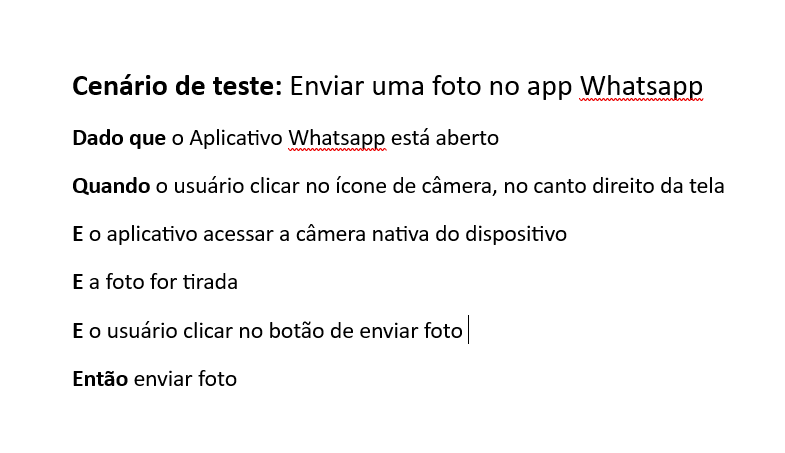 Cenário de teste: Enviar uma foto no app Whatsapp
Dado que o Aplicativo Whatsapp está aberto
Quando o usuário clicar no ícone de câmera, no canto direito da tela
E o aplicativo acessar a câmera nativa do dispositivo
E a foto for tirada
E o usuário clicar no botão de enviar foto
Então enviar foto